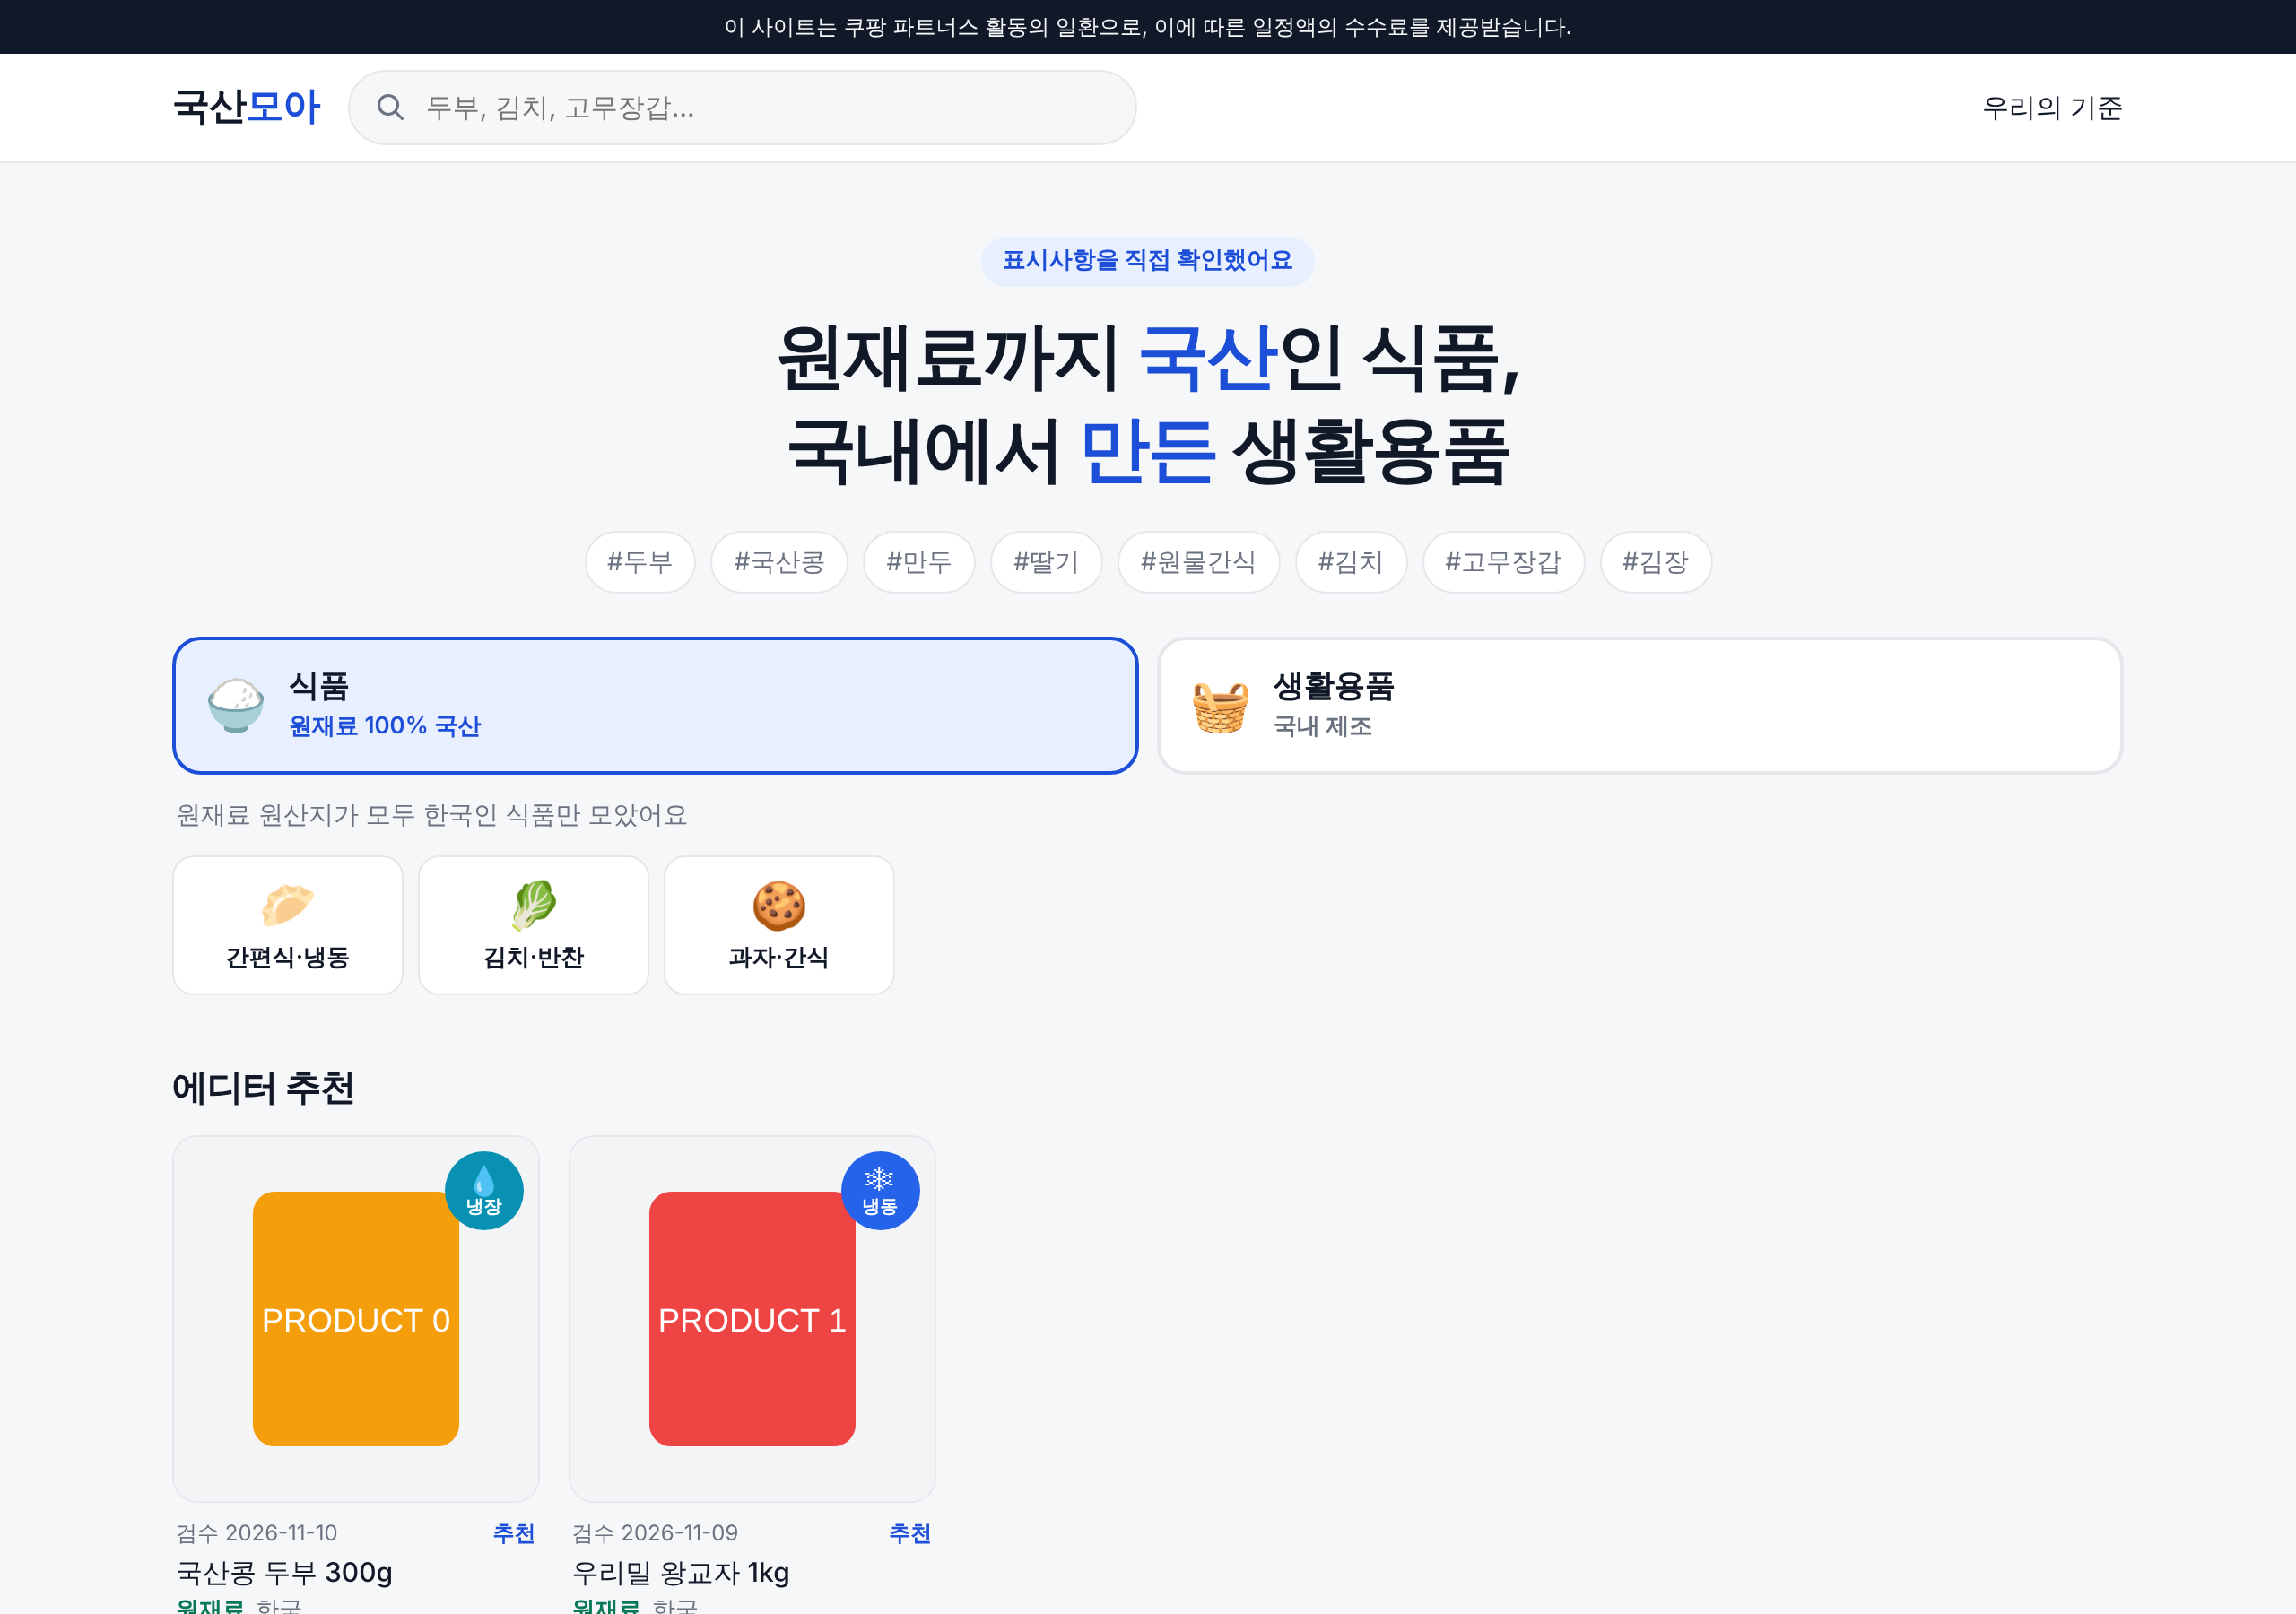 이 사이트는 쿠팡 파트너스 활동의 일환으로, 이에 따른 일정액의 수수료를 제공받습니다.
국산모아
두부, 김치, 고무장갑...
우리의 기준
표시사항을 직접 확인했어요
원재료까지 국산인 식품,
국내에서 만든 생활용품
#두부 #국산콩 #만두 #딸기 #원물간식 #김치 #고무장갑 #김장
식품
원재료 100% 국산
생활용품
국내 제조
원재료 원산지가 모두 한국인 식품만 모았어요
간편식·냉동
김치·반찬
과자·간식
에디터 추천
냉장
PRODUCT 0
냉동
PRODUCT 1
검수 2026-11-10 추천
국산콩 두부 300g
원재료 한국
검수 2026-11-09 추천
우리밀 왕교자 1kg
원재료 한국